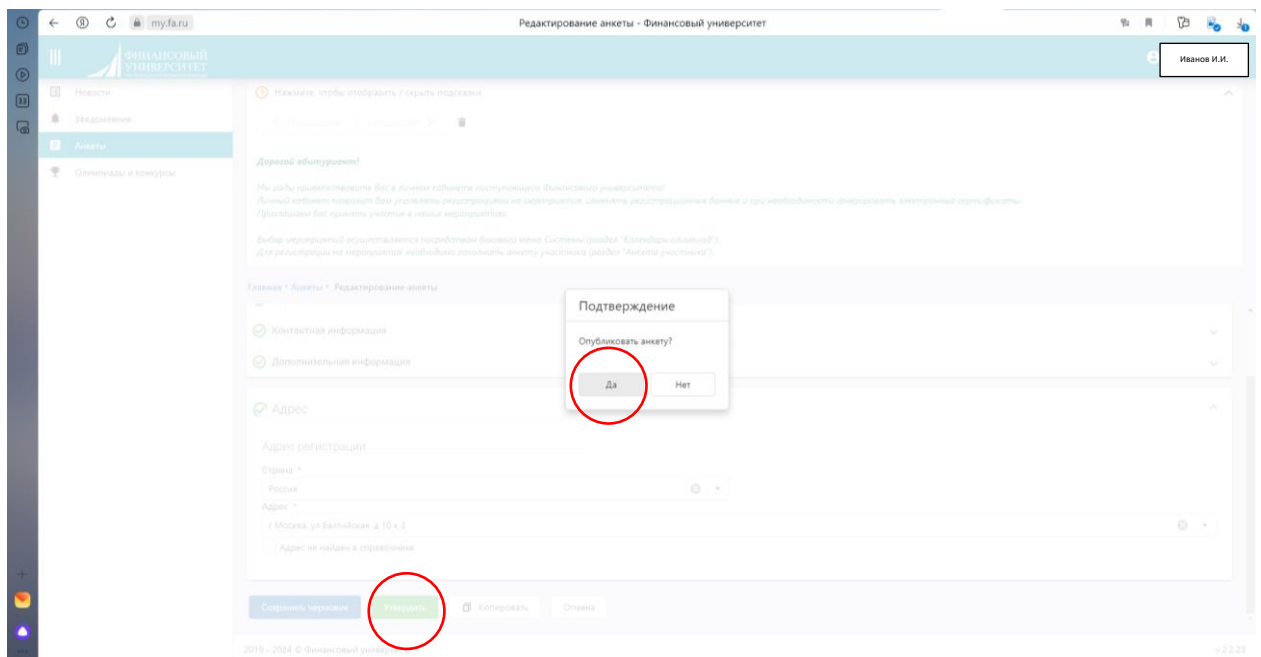 my.fa.ru
Редактирование анкеты - Финансовый университет
ФИНАНСОВЫЙ
УНИВЕРСИТЕТ
Иванов И.И.
Новости
Уведомления
Анкеты
Олимпиады и конкурсы
Нажмите, чтобы отобразить / скрыть подсказки
Дорогой абитуриент!
Мы рады приветствовать Вас в личном кабинете поступающего Финансового университета!
Личный кабинет позволит Вам управлять регистрациями на мероприятия, изменять регистрационные данные и при необходимости генерировать электронные сертификаты.
Приглашаем Вас принять участие в наших мероприятиях.
Выбор мероприятий осуществляется посредством бокового меню Системы (раздел "Календарь олимпиад").
Для регистрации на мероприятия необходимо заполнить анкету участника (раздел "Анкета участника").
Главная Анкеты Редактирование анкеты
Контактная информация
Дополнительная информация
Подтверждение
Опубликовать анкету?
Да Нет
Адрес
Адрес регистрации
Страна *
Россия
Адрес *
г Москва, ул Балтийская, д 10 к 3
Адрес не найден в справочнике
Сохранить черновик Утвердить Копировать Отмена
2019 - 2024 © Финансовый
v 2.2.23